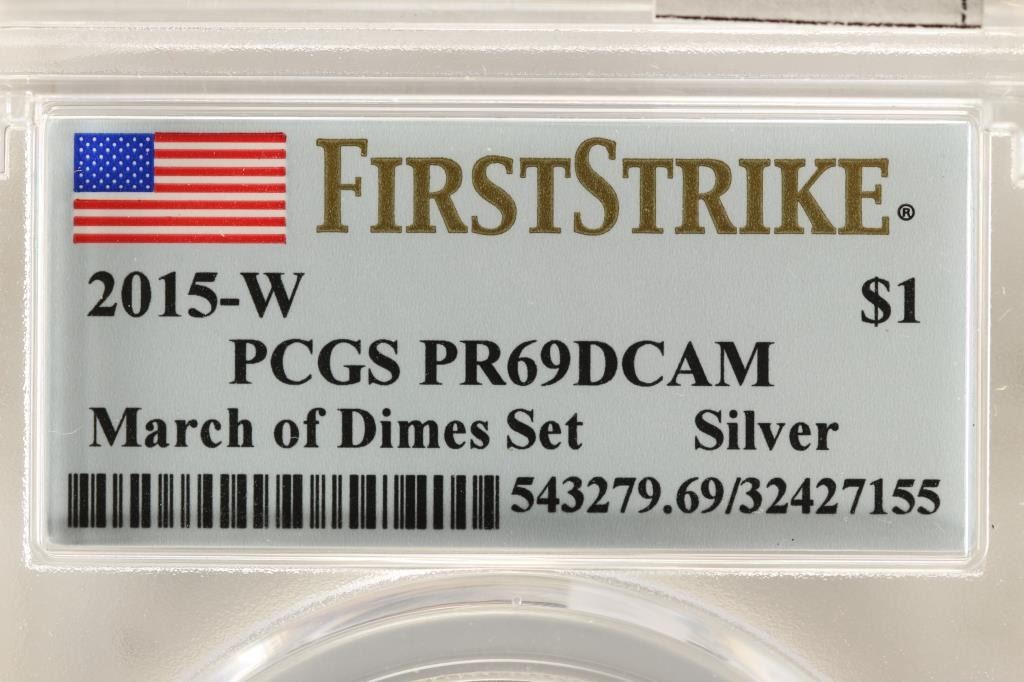 FIRSTSTRIKE®
2015-W $1
PCGS PR69DCAM
March of Dimes Set Silver
543279.69/32427155